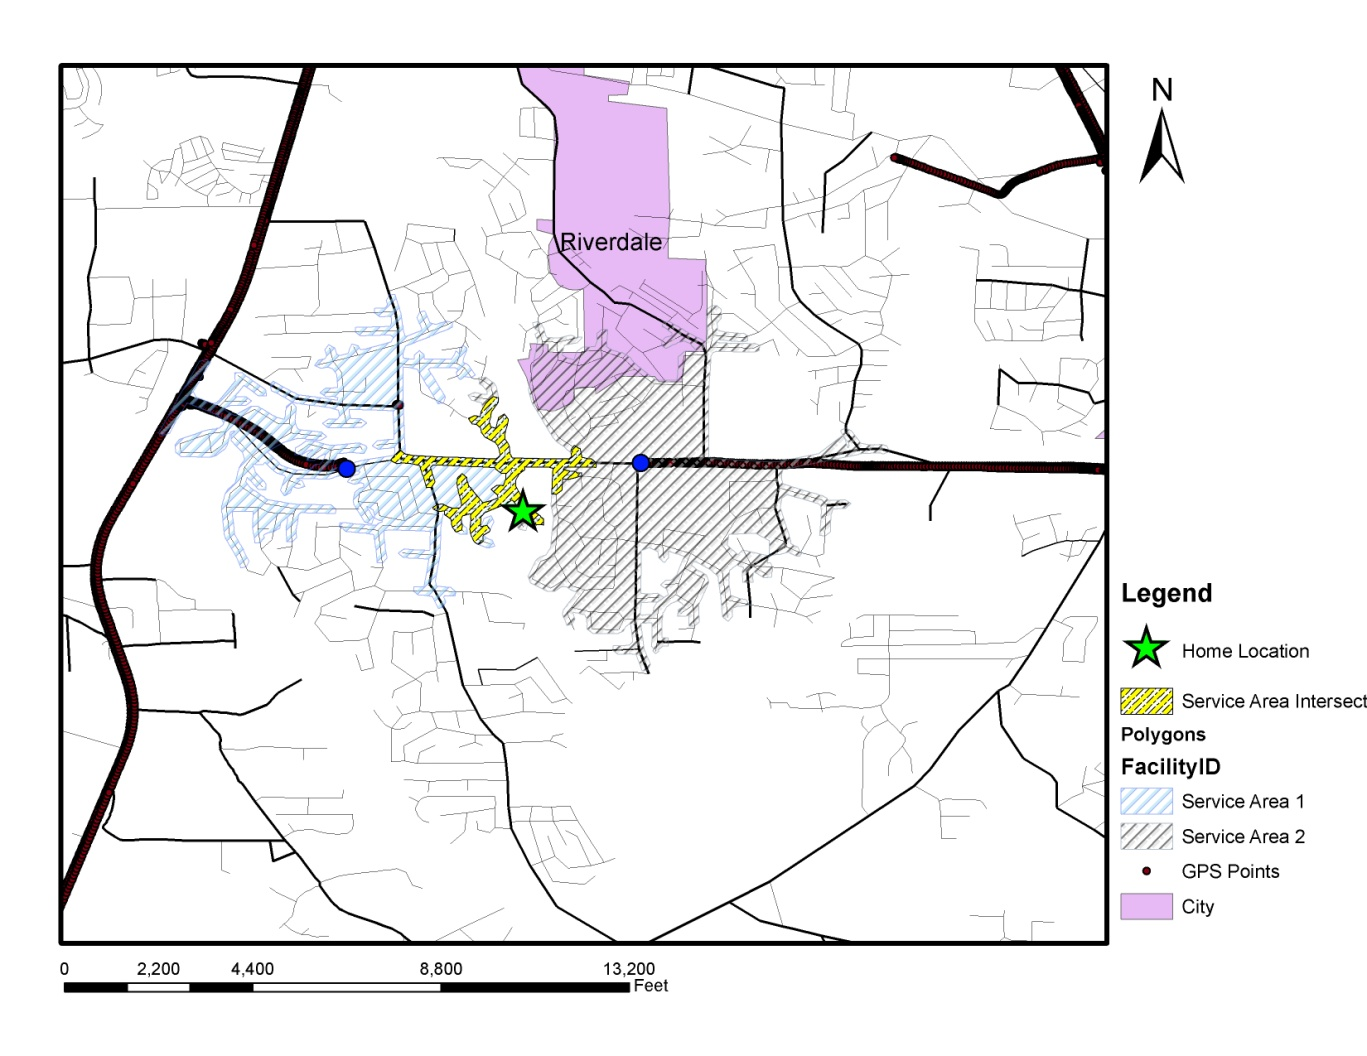 N
Riverdale
Legend
Home Location
Service Area Intersect
Polygons
FacilityID
Service Area 1
Service Area 2
GPS Points
City
0 2,200 4,400 8,800 13,200
Feet